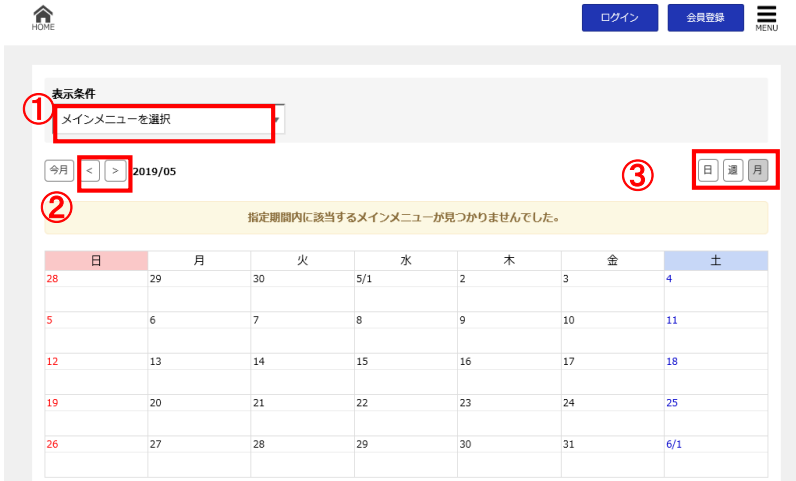 HOME
ログイン
会員登録
MENU
表示条件
①
メインメニューを選択
今月 < > 2019/05
③
日 週 月
②
指定期間内に該当するメインメニューが見つかりませんでした。
日 月 火 水 木 金 土
28 29 30 5/1 2 3 4
5 6 7 8 9 10 11
12 13 14 15 16 17 18
19 20 21 22 23 24 25
26 27 28 29 30 31 6/1